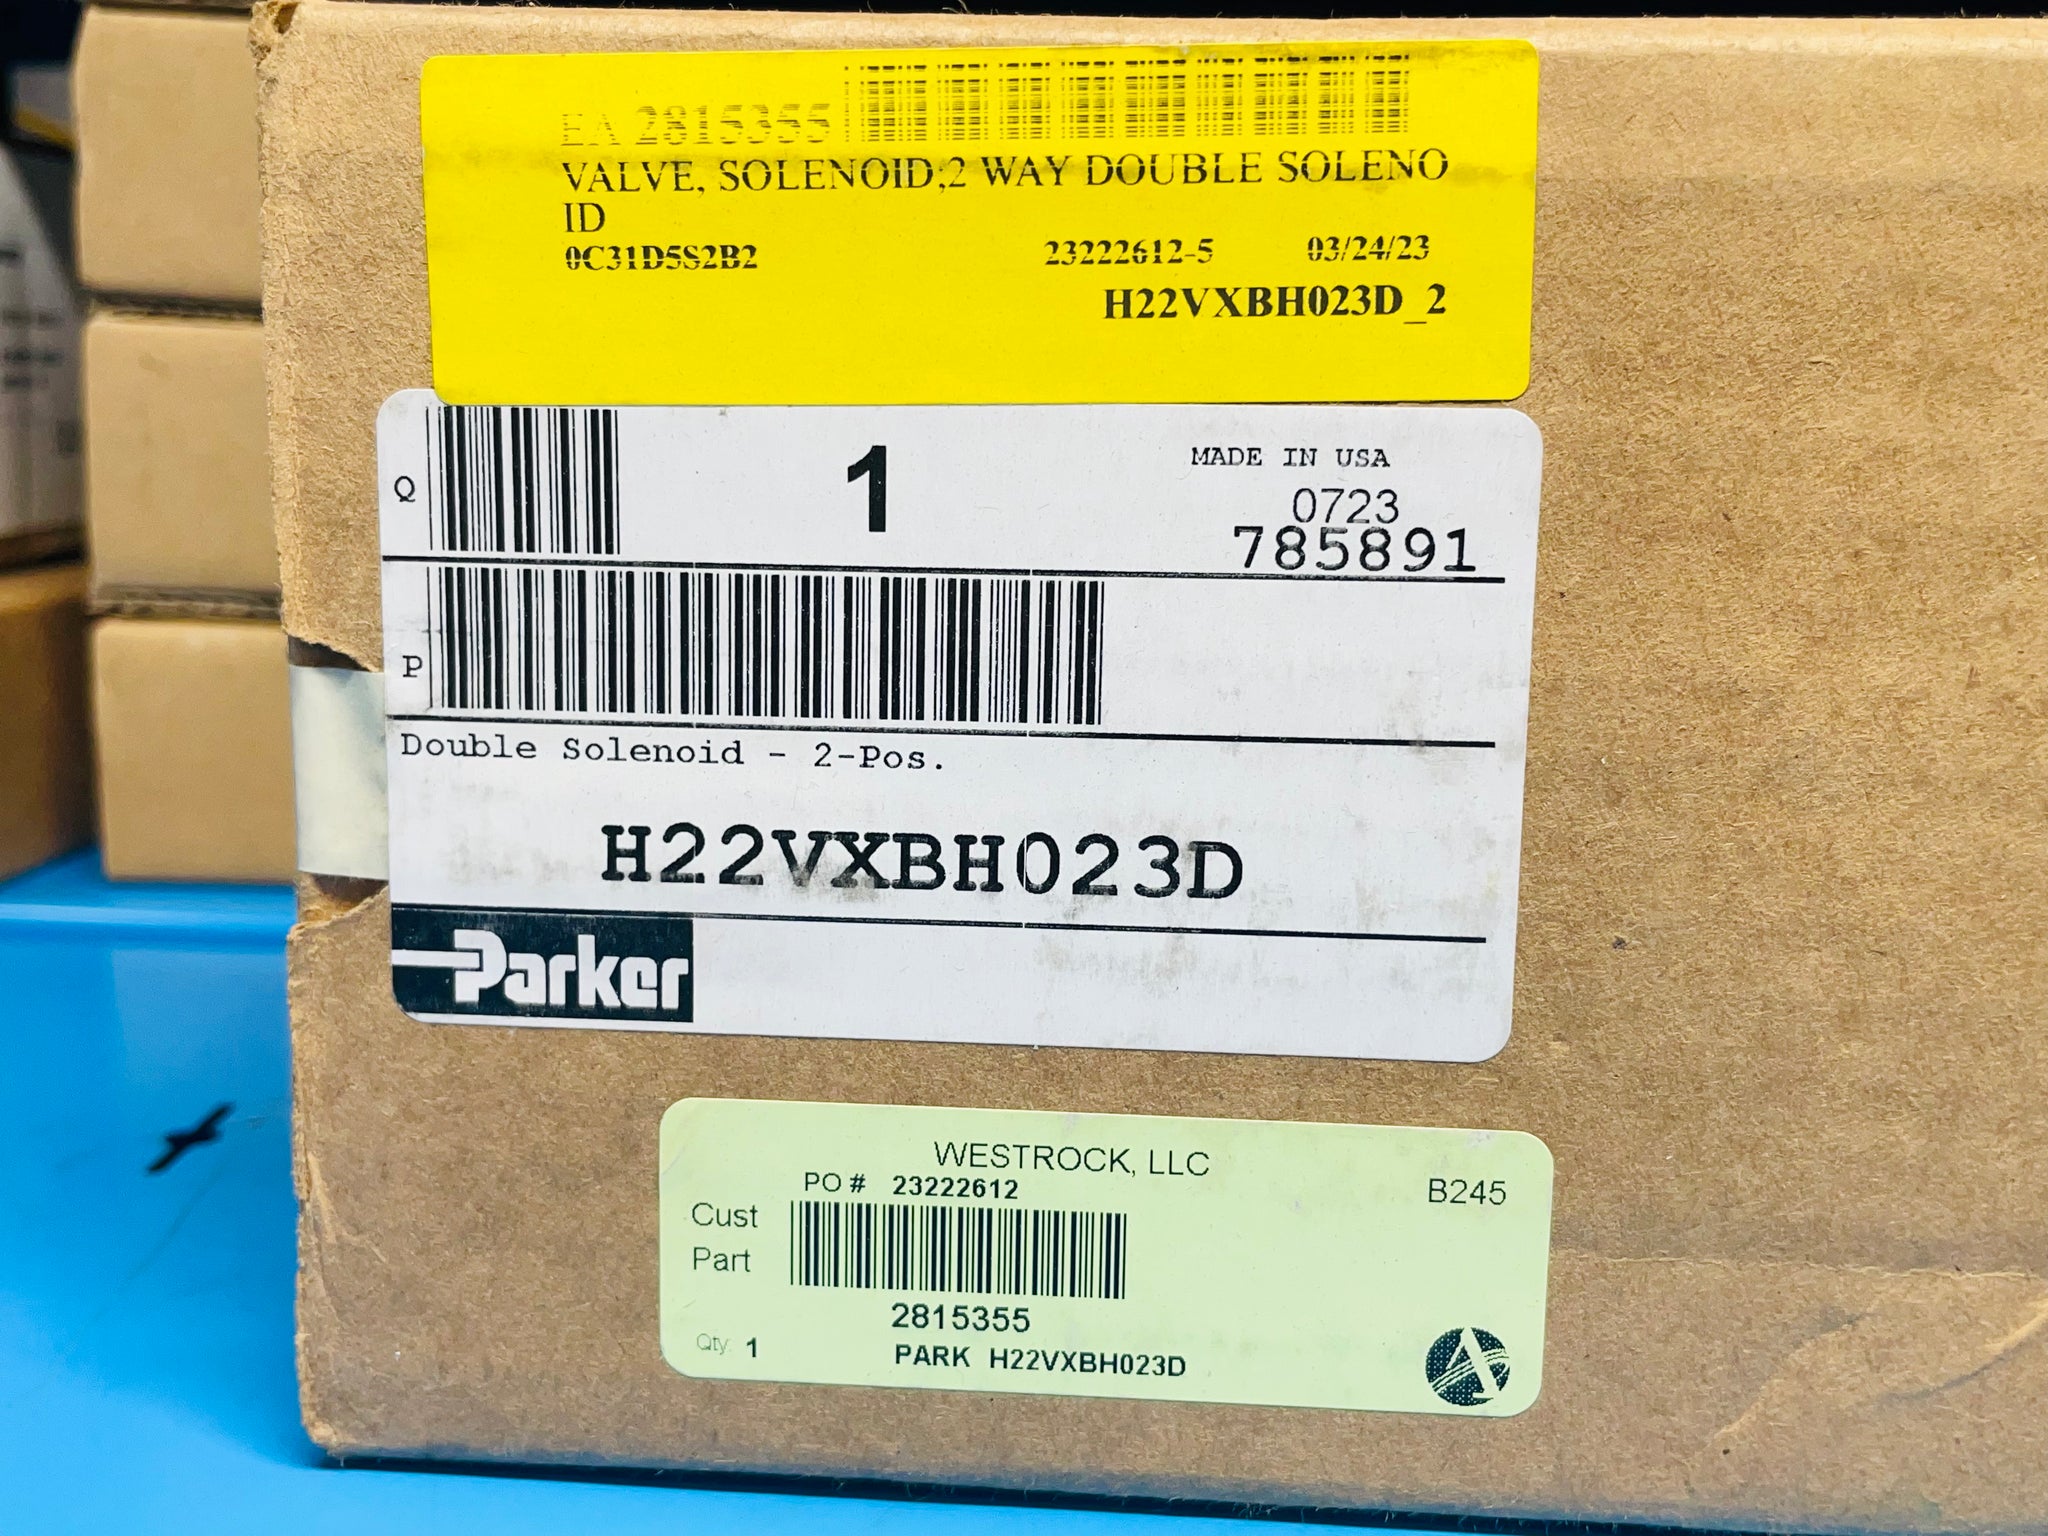 EA 2815355
VALVE, SOLENOID;2 WAY DOUBLE SOLENO
ID
0C31D5S2B2 23222612-5 03/24/23
H22VXBH023D_2
Q 1 MADE IN USA
0723
785891
P
Double Solenoid - 2-Pos.
H22VXBH023D
Parker
WESTROCK, LLC
PO # 23222612 B245
Cust
Part
2815355
Qty: 1 PARK H22VXBH023D